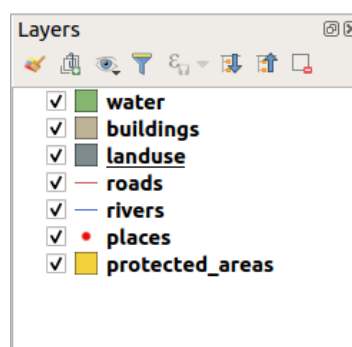 Layers
water
buildings
landuse
roads
rivers
places
protected_areas